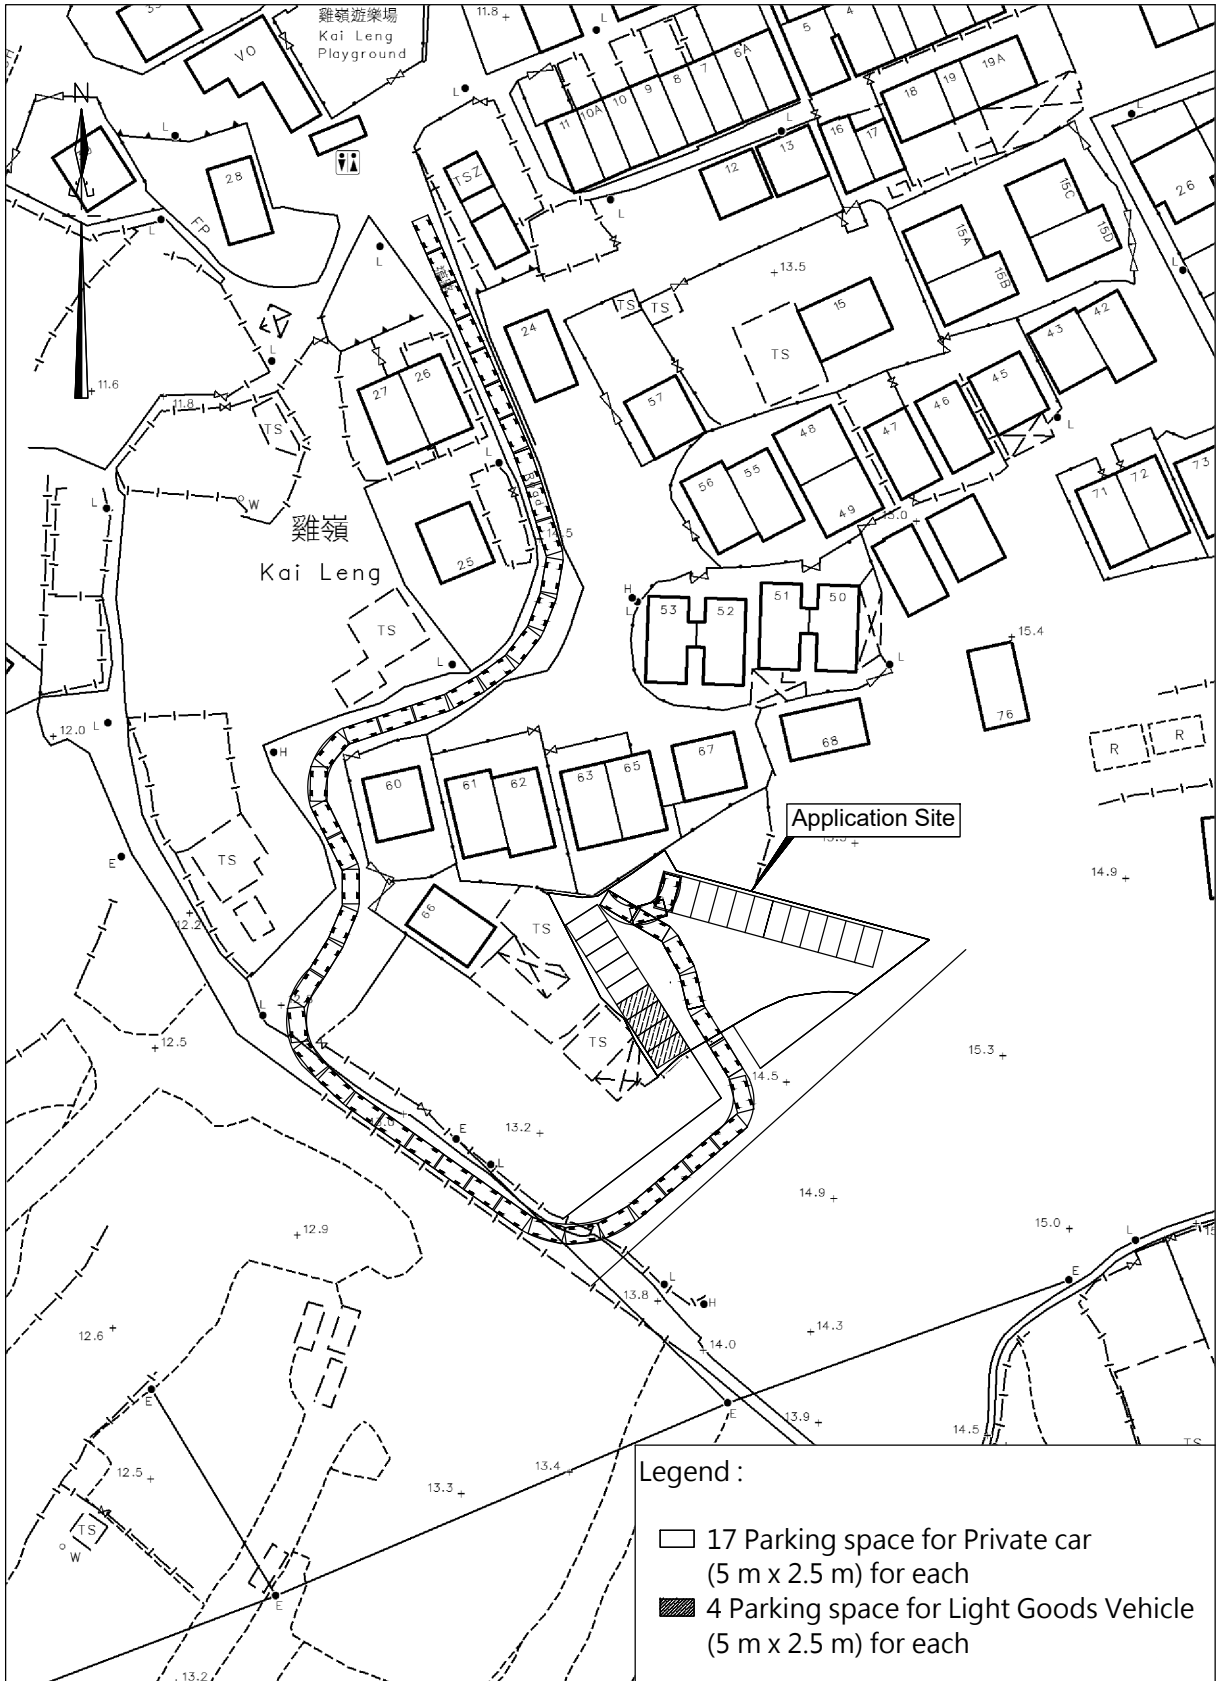 雞嶺遊樂場
Kai Leng
Playground
11.8
L
VO
N
L
L
28
FP
L
L
TSZ
11
10A
10
9
8
7
6A
5
4
16
17
18
19
19A
L
12
13
L
15C
15D
15A
15B
26
L
13.5
TS
TS
15
TS
24
57
43
42
45
46
47
48
49
L
11.6
L
11.8
TS
27
26
L
W
雞嶺
Kai Leng
25
14.5
56
55
15.0
71
72
73
L
TS
L
H
L
53
52
51
50
L
15.4
76
12.0
L
H
60
61
62
63
65
67
68
R
R
Application Site
14.9
E
TS
12.2
66
TS
TS
L
12.5
14.5
15.3
E
L
13.2
14.9
15.0
L
E
12.9
L
13.8
H
14.3
14.0
12.6
E
E
13.9
14.5
TS
12.5
TS
W
13.3
13.4
E
13.2
Legend :
17 Parking space for Private car
(5 m x 2.5 m) for each
4 Parking space for Light Goods Vehicle
(5 m x 2.5 m) for each